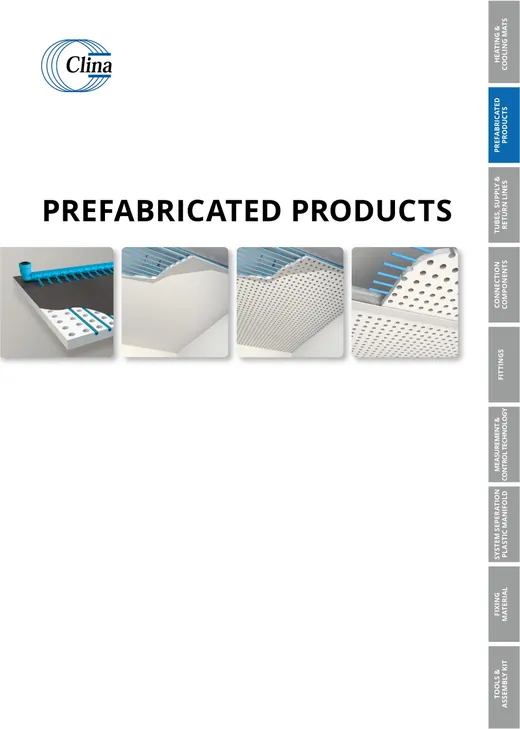 Clina
HEATING &
COOLING MATS
PREFABRICATED
PRODUCTS
PREFABRICATED PRODUCTS
TUBES, SUPPLY &
RETURN LINES
CONNECTION
COMPONENTS
FITTINGS
MEASUREMENT &
CONTROL TECHNOLOGY
SYSTEM SEPERATION
PLASTIC MANIFOLD
FIXING
MATERIAL
TOOLS &
ASSEMBLY KIT